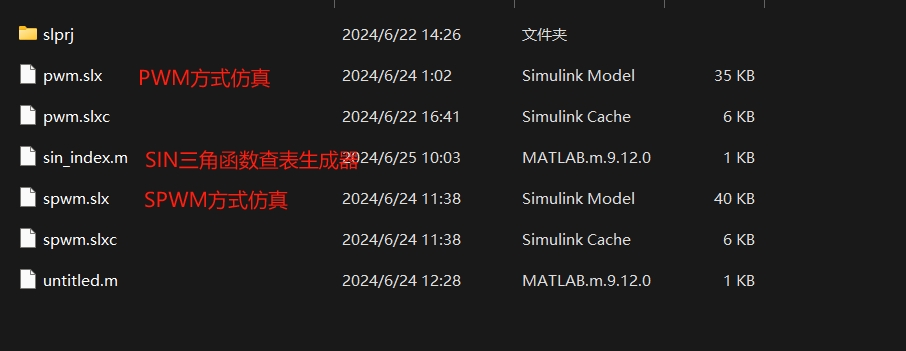 slprj 2024/6/22 14:26 文件夹
pwm.slx PWM方式仿真 2024/6/24 1:02 Simulink Model 35 KB
pwm.slxc 2024/6/22 16:41 Simulink Cache 6 KB
sin_index.m SIN三角函数查表生成器 2024/6/25 10:03 MATLAB.m.9.12.0 1 KB
spwm.slx SPWM方式仿真 2024/6/24 11:38 Simulink Model 40 KB
spwm.slxc 2024/6/24 11:38 Simulink Cache 6 KB
untitled.m 2024/6/24 12:28 MATLAB.m.9.12.0 1 KB